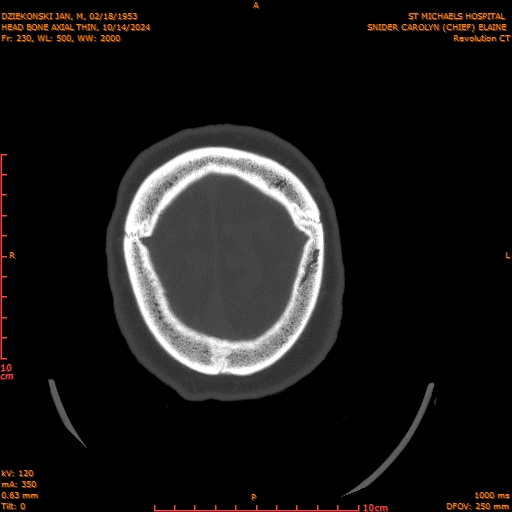 A
DZIEKONSKI JAN, M, 02/18/1953
HEAD BONE AXIAL THIN, 10/14/2024
Fr: 230, WL: 500, WW: 2000
ST MICHAELS HOSPITAL
SNIDER CAROLYN (CHIEF) ELAINE
Revolution CT
R
L
10
cm
kV: 120
mA: 350
0.63 mm
Tilt: 0
P
10cm
1000 ms
DFOV: 250 mm